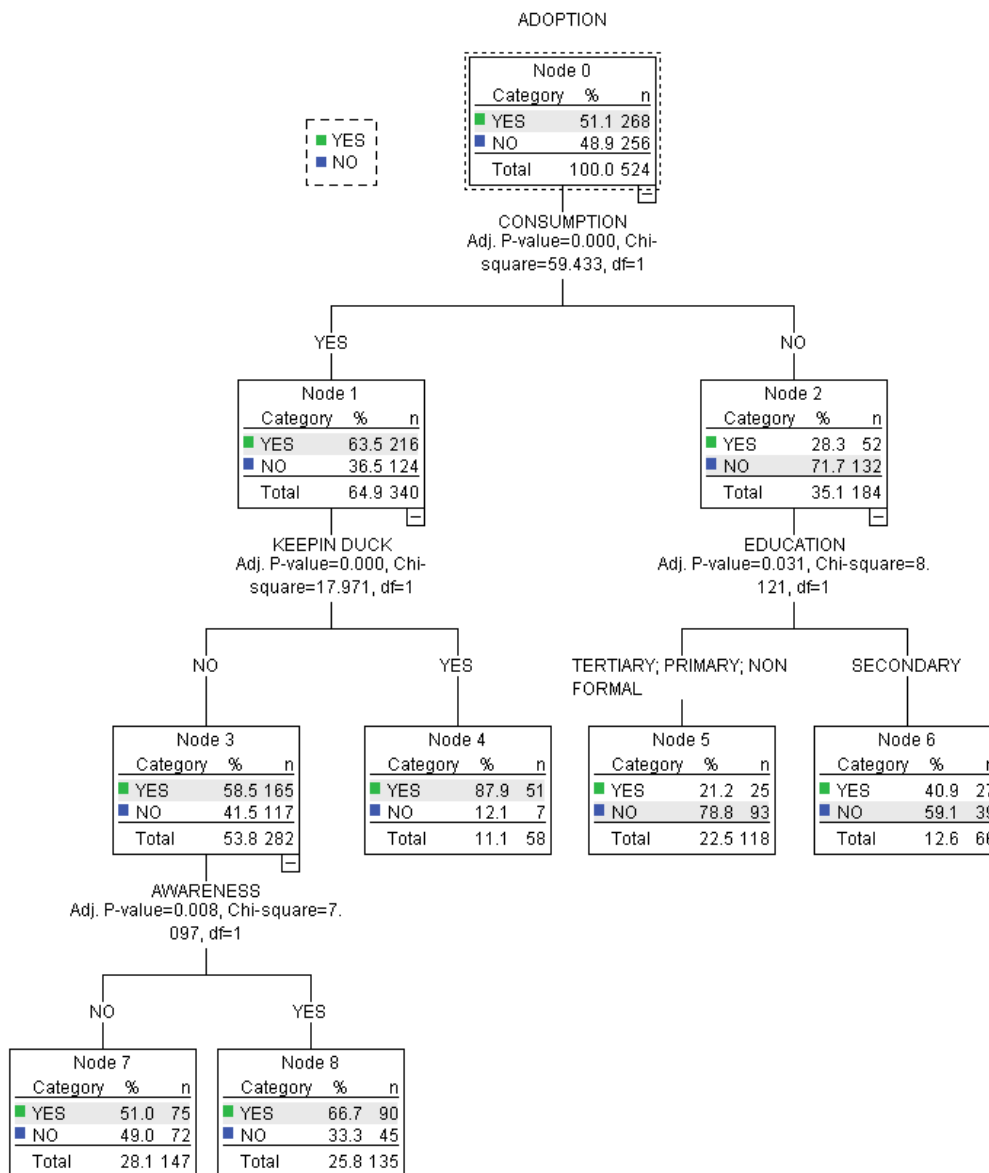 ADOPTION
Node 0
Category % n
YES 51.1 268
NO 48.9 256
Total 100.0 524
YES
NO
CONSUMPTION
Adj. P-value=0.000, Chi-
square=59.433, df=1
YES
NO
Node 1
Category % n
YES 63.5 216
NO 36.5 124
Total 64.9 340
Node 2
Category % n
YES 28.3 52
NO 71.7 132
Total 35.1 184
KEEPIN DUCK
Adj. P-value=0.000, Chi-
square=17.971, df=1
EDUCATION
Adj. P-value=0.031, Chi-square=8.
121, df=1
NO
YES
TERTIARY; PRIMARY; NON
FORMAL
SECONDARY
Node 3
Category % n
YES 58.5 165
NO 41.5 117
Total 53.8 282
Node 4
Category % n
YES 87.9 51
NO 12.1 7
Total 11.1 58
Node 5
Category % n
YES 21.2 25
NO 78.8 93
Total 22.5 118
Node 6
Category % n
YES 40.9 27
NO 59.1 39
Total 12.6 66
AWARENESS
Adj. P-value=0.008, Chi-square=7.
097, df=1
NO
YES
Node 7
Category % n
YES 51.0 75
NO 49.0 72
Total 28.1 147
Node 8
Category % n
YES 66.7 90
NO 33.3 45
Total 25.8 135